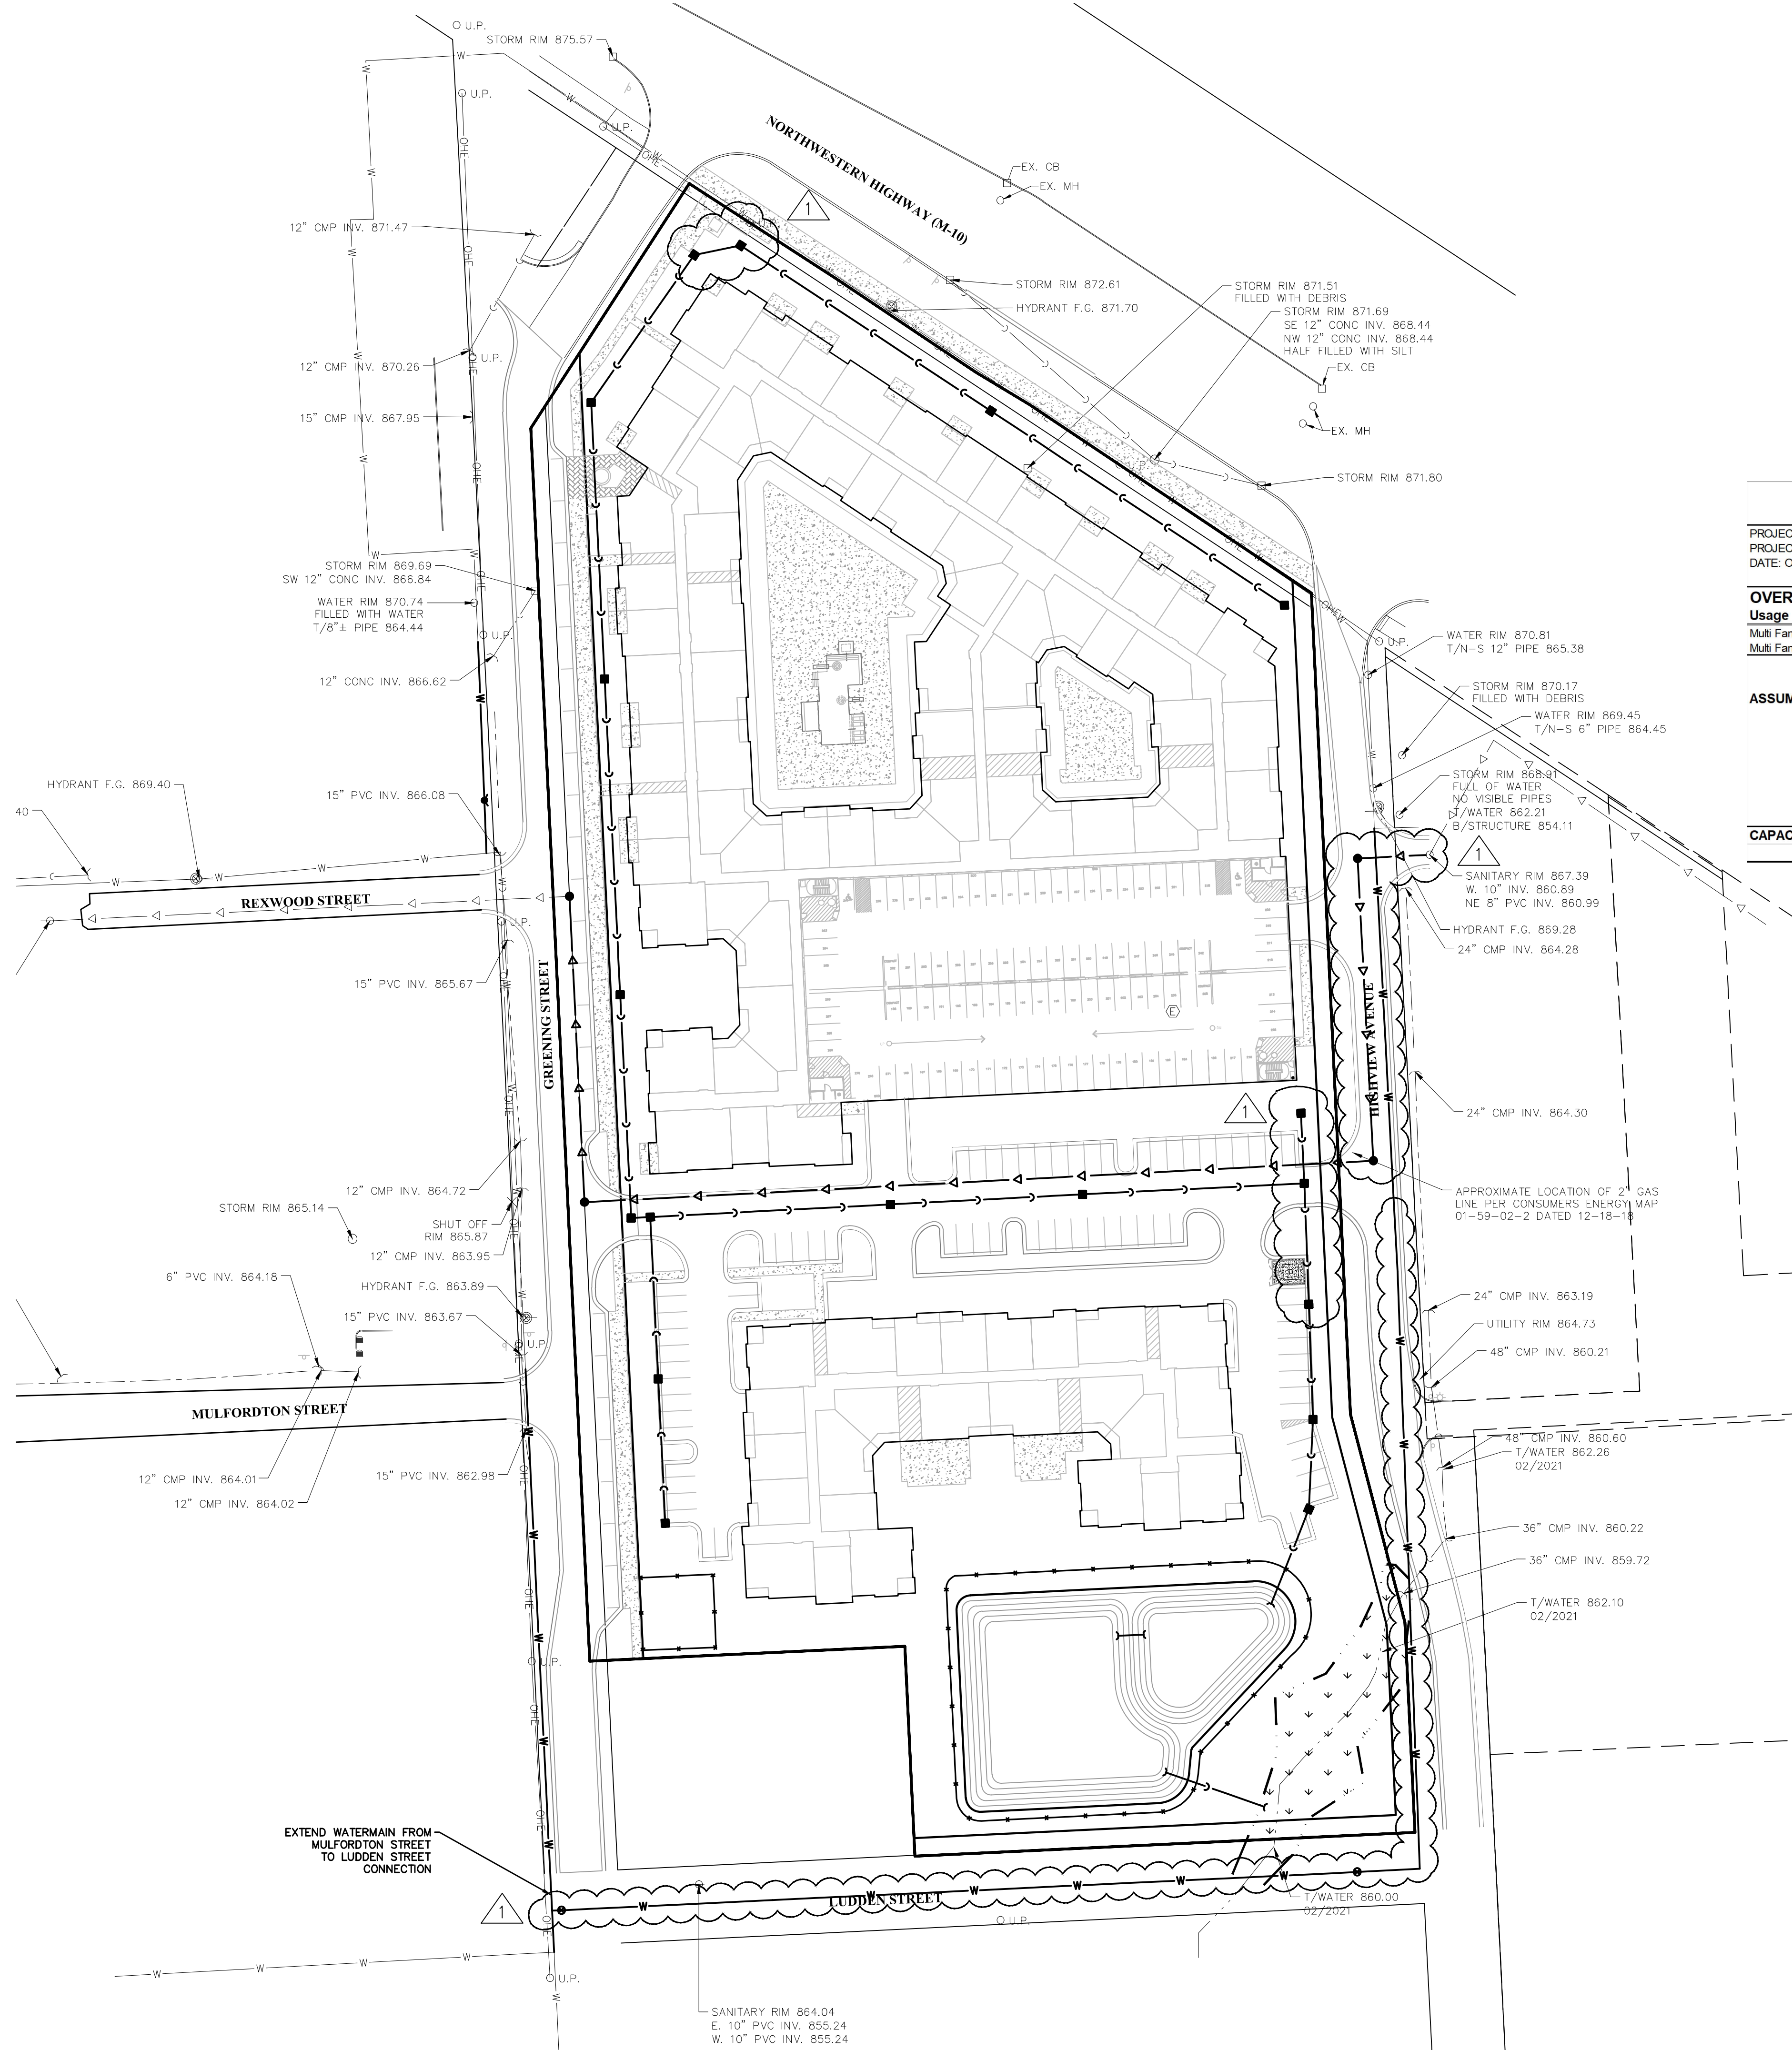 U.P.
STORM RIM 875.57
U.P.
U.P.
NORTHWESTERN HIGHWAY (M-10)
1
EX. CB
EX. MH
12" CMP INV. 871.47
STORM RIM 872.61
HYDRANT F.G. 871.70
STORM RIM 871.51
FILLED WITH DEBRIS
STORM RIM 871.69
SE 12" CONC INV. 868.44
NW 12" CONC INV. 868.44
HALF FILLED WITH SILT
EX. CB
EX. MH
12" CMP INV. 870.26
U.P.
15" CMP INV. 867.95
U.P.
STORM RIM 871.80
STORM RIM 869.69
SW 12" CONC INV. 866.84
WATER RIM 870.74
FILLED WITH WATER
T/8"± PIPE 864.44
U.P.
12" CONC INV. 866.62
PROJEC
PROJEC
DATE: O
OVER
Usage
Multi Far
Multi Far
ASSUM
CAPAC
U.P.
WATER RIM 870.81
T/N-S 12" PIPE 865.38
STORM RIM 870.17
FILLED WITH DEBRIS
WATER RIM 869.45
T/N-S 6" PIPE 864.45
STORM RIM 868.91
FULL OF WATER
NO VISIBLE PIPES
T/WATER 862.21
B/STRUCTURE 854.11
1
SANITARY RIM 867.39
W. 10" INV. 860.89
NE 8" PVC INV. 860.99
HYDRANT F.G. 869.28
24" CMP INV. 864.28
HYDRANT F.G. 869.40
40
15" PVC INV. 866.08
REXWOOD STREET
U.P.
15" PVC INV. 865.67
GREENING STREET
E
HIGHVIEW AVENUE
24" CMP INV. 864.30
1
12" CMP INV. 864.72
STORM RIM 865.14
SHUT OFF
RIM 865.87
12" CMP INV. 863.95
APPROXIMATE LOCATION OF 2" GAS
LINE PER CONSUMERS ENERGY MAP
01-59-02-2 DATED 12-18-18
6" PVC INV. 864.18
HYDRANT F.G. 863.89
15" PVC INV. 863.67
U.P.
24" CMP INV. 863.19
UTILITY RIM 864.73
48" CMP INV. 860.21
MULFORDTON STREET
12" CMP INV. 864.01
12" CMP INV. 864.02
15" PVC INV. 862.98
48" CMP INV. 860.60
T/WATER 862.26
02/2021
36" CMP INV. 860.22
36" CMP INV. 859.72
T/WATER 862.10
02/2021
U.P.
EXTEND WATERMAIN FROM
MULFORDTON STREET
TO LUDDEN STREET
CONNECTION
1
LUDDEN STREET
T/WATER 860.00
02/2021
U.P.
U.P.
SANITARY RIM 864.04
E. 10" PVC INV. 855.24
W. 10" PVC INV. 855.24